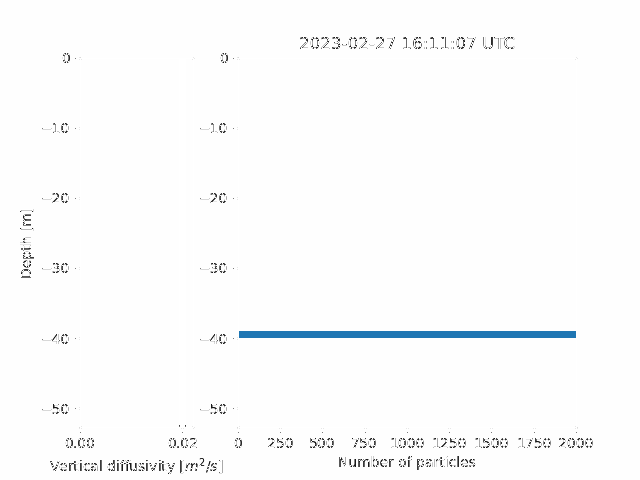 2023-02-27 16:11:07 UTC
0
−10
−20
−30
−40
−50
Depth [m]
0.00 0.02
Vertical diffusivity [m²/s]
0
−10
−20
−30
−40
−50
0 250 500 750 1000 1250 1500 1750 2000
Number of particles